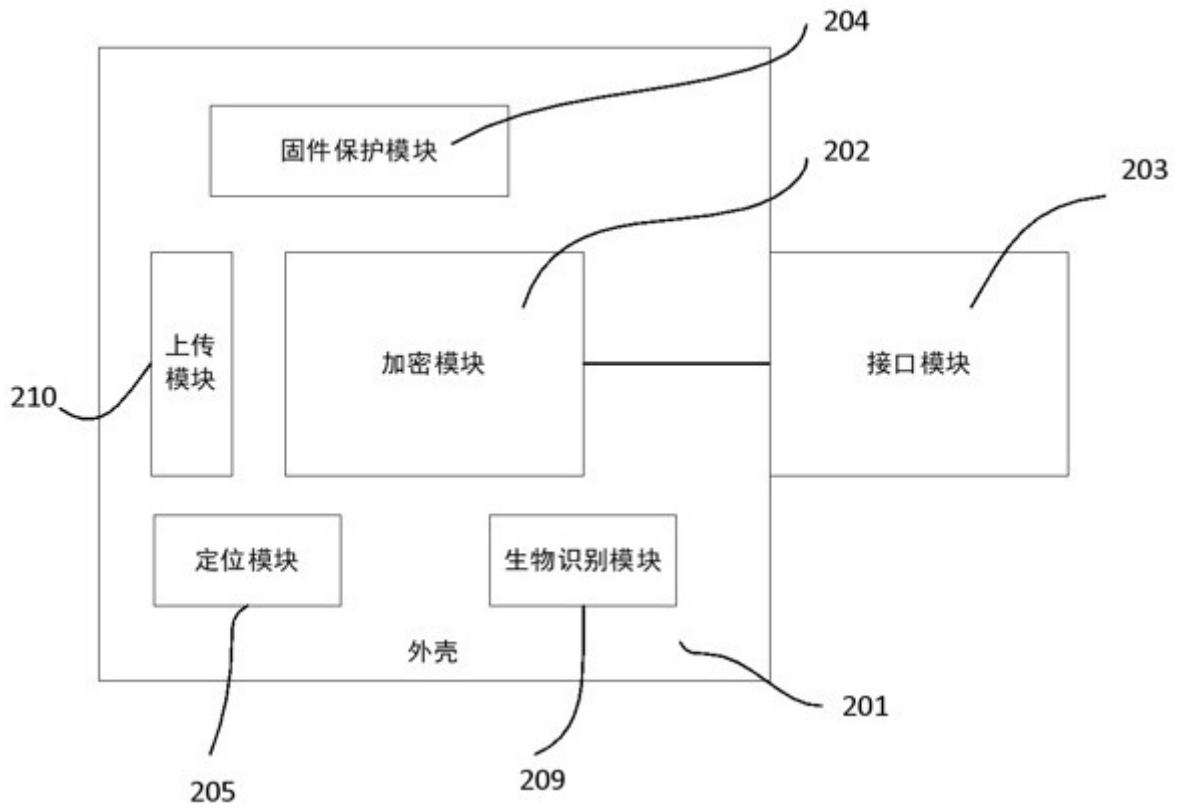 204
固件保护模块
202
203
上传
模块
加密模块
接口模块
210
定位模块
生物识别模块
外壳
201
205
209